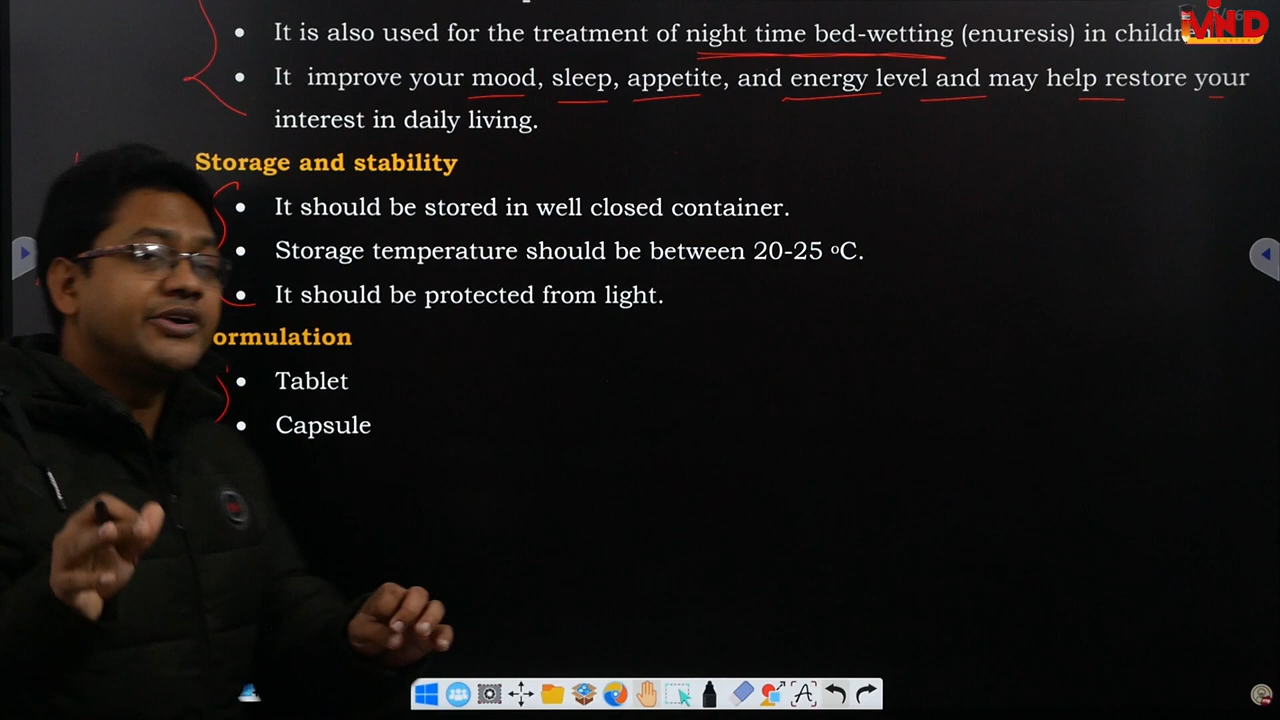 It is also used for the treatment of night time bed-wetting (enuresis) in children
It improve your mood, sleep, appetite, and energy level and may help restore your
interest in daily living.
Storage and stability
It should be stored in well closed container.
Storage temperature should be between 20-25 ºC.
It should be protected from light.
ormulation
Tablet
Capsule